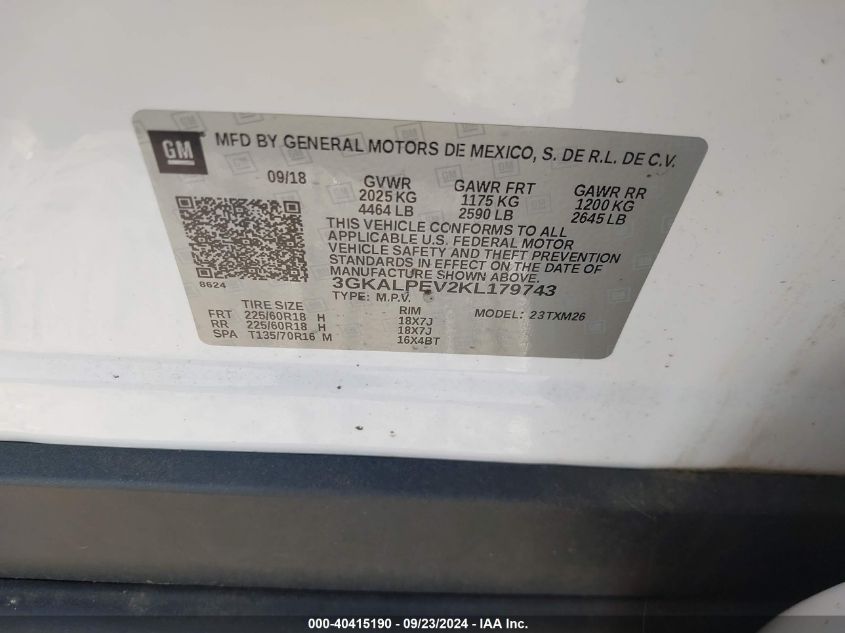 GM
MFD BY GENERAL MOTORS DE MEXICO, S. DE R.L. DE C.V.
09/18 GVWR GAWR FRT GAWR RR
2025 KG 1175 KG 1200 KG
4464 LB 2590 LB 2645 LB
THIS VEHICLE CONFORMS TO ALL
APPLICABLE U.S. FEDERAL MOTOR
VEHICLE SAFETY AND THEFT PREVENTION
STANDARDS IN EFFECT ON THE DATE OF
MANUFACTURE SHOWN ABOVE.
8624
3GKALPEV2KL179743
TYPE: M.P.V. MODEL: 23TXM26
TIRE SIZE RIM
FRT 225/60R18 H 18X7J
RR 225/60R18 H 18X7J
SPA T135/70R16 M 16X4BT
000-40415190 - 09/23/2024 - IAA Inc.